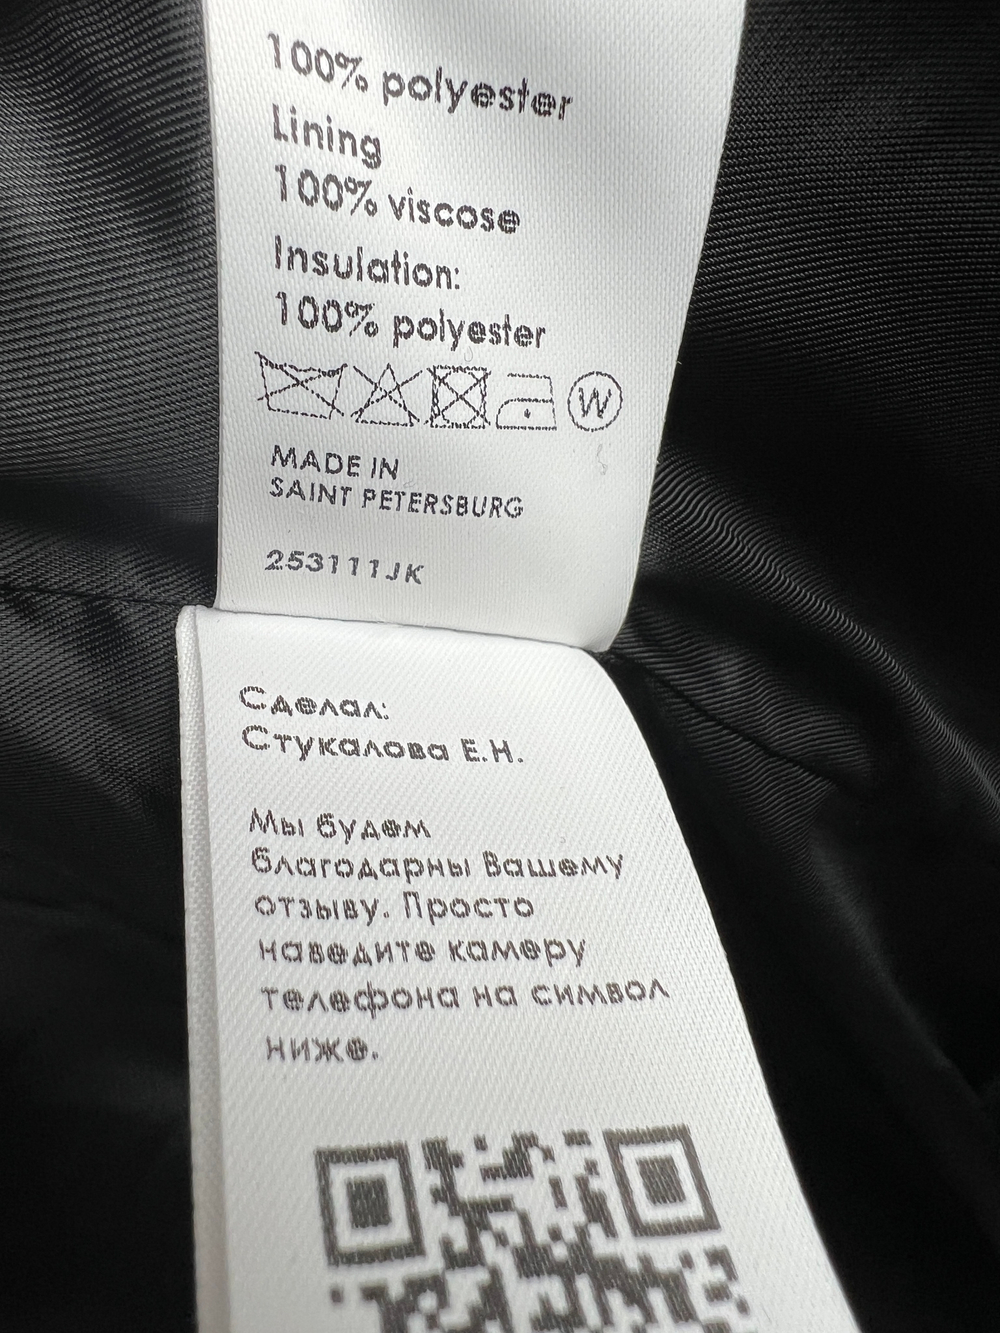 100% polyester
Lining
100% viscose
Insulation:
100% polyester
W
MADE IN
SAINT PETERSBURG
253111JK
Сделал:
Стукалова Е.Н.
Мы будем
благодарны Вашему
отзыву. Просто
наведите камеру
телефона на символ
ниже.